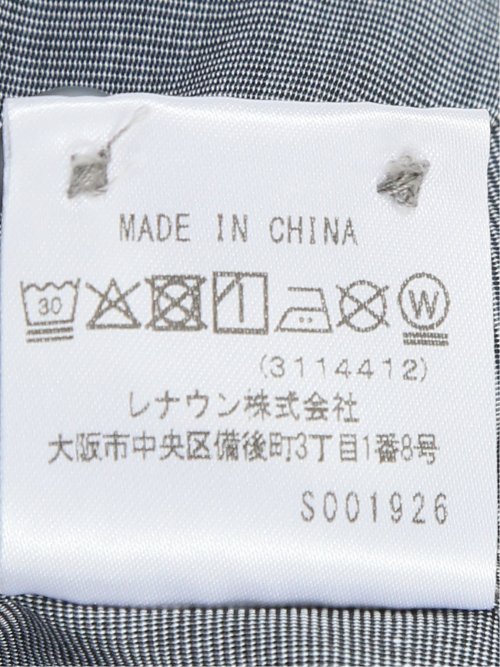 MADE IN CHINA
30 W
(3114412)
レナウン株式会社
大阪市中央区備後町3丁目1番8号
S001926